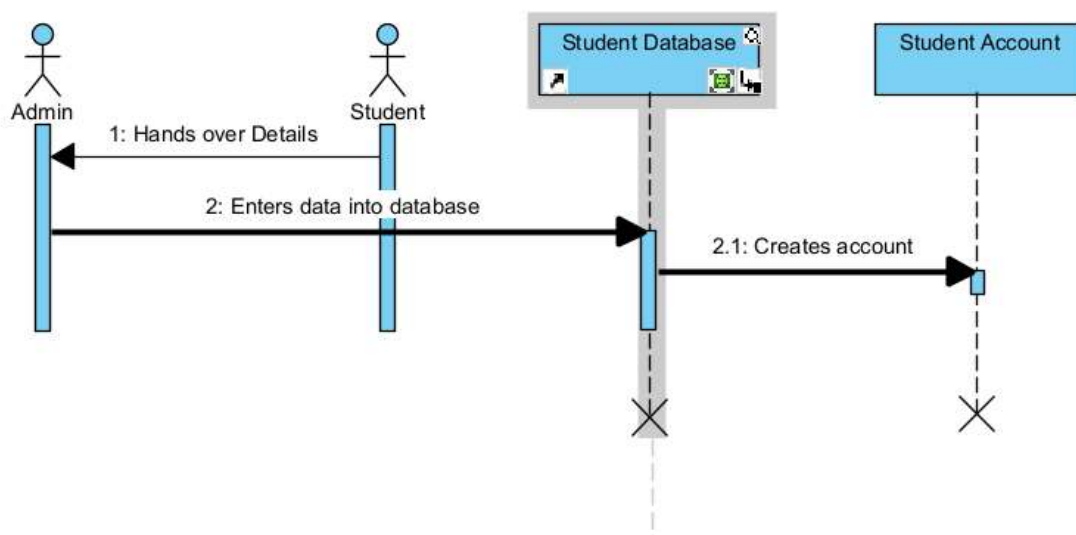 Student Database
Student Account
Admin
Student
1: Hands over Details
2: Enters data into database
2.1: Creates account